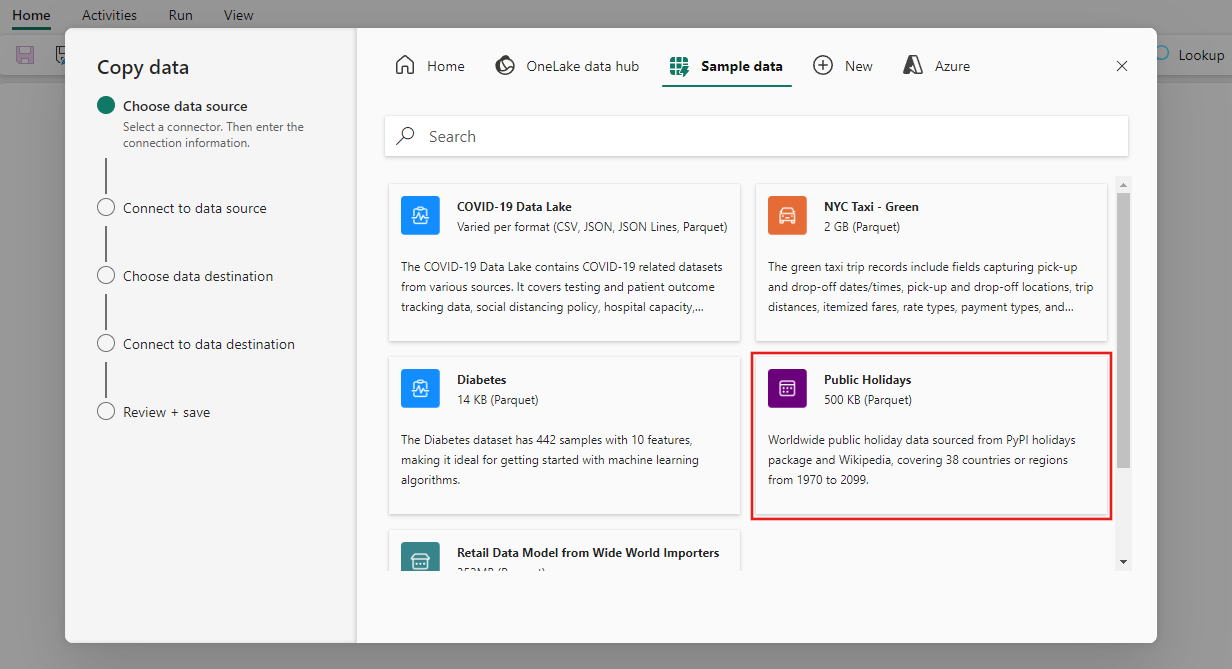 Home Activities Run View
Lookup
Copy data
Choose data source
Select a connector. Then enter the
connection information.
Connect to data source
Choose data destination
Connect to data destination
Review + save
Home OneLake data hub Sample data New Azure
Search
COVID-19 Data Lake
Varied per format (CSV, JSON, JSON Lines, Parquet)
The COVID-19 Data Lake contains COVID-19 related datasets
from various sources. It covers testing and patient outcome
tracking data, social distancing policy, hospital capacity,...
NYC Taxi - Green
2 GB (Parquet)
The green taxi trip records include fields capturing pick-up
and drop-off dates/times, pick-up and drop-off locations, trip
distances, itemized fares, rate types, payment types, and...
Diabetes
14 KB (Parquet)
The Diabetes dataset has 442 samples with 10 features,
making it ideal for getting started with machine learning
algorithms.
Public Holidays
500 KB (Parquet)
Worldwide public holiday data sourced from PyPI holidays
package and Wikipedia, covering 38 countries or regions
from 1970 to 2099.
Retail Data Model from Wide World Importers